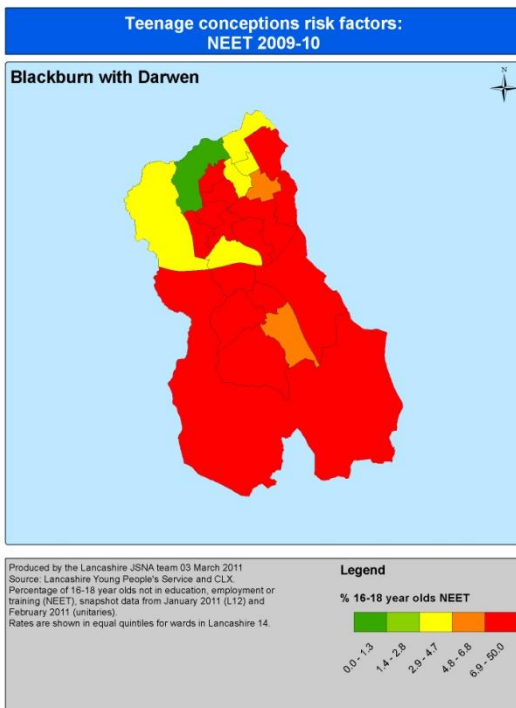 Teenage conceptions risk factors:
NEET 2009-10
Blackburn with Darwen
N
Produced by the Lancashire JSNA team 03 March 2011
Source: Lancashire Young People's Service and CLX.
Percentage of 16-18 year olds not in education, employment or
training (NEET), snapshot data from January 2011 (L12) and
February 2011 (unitaries).
Rates are shown in equal quintiles for wards in Lancashire 14.
Legend
% 16-18 year olds NEET
0.0 - 1.3
1.4 - 2.8
2.9 - 4.7
4.8 - 6.8
6.9 - 50.0